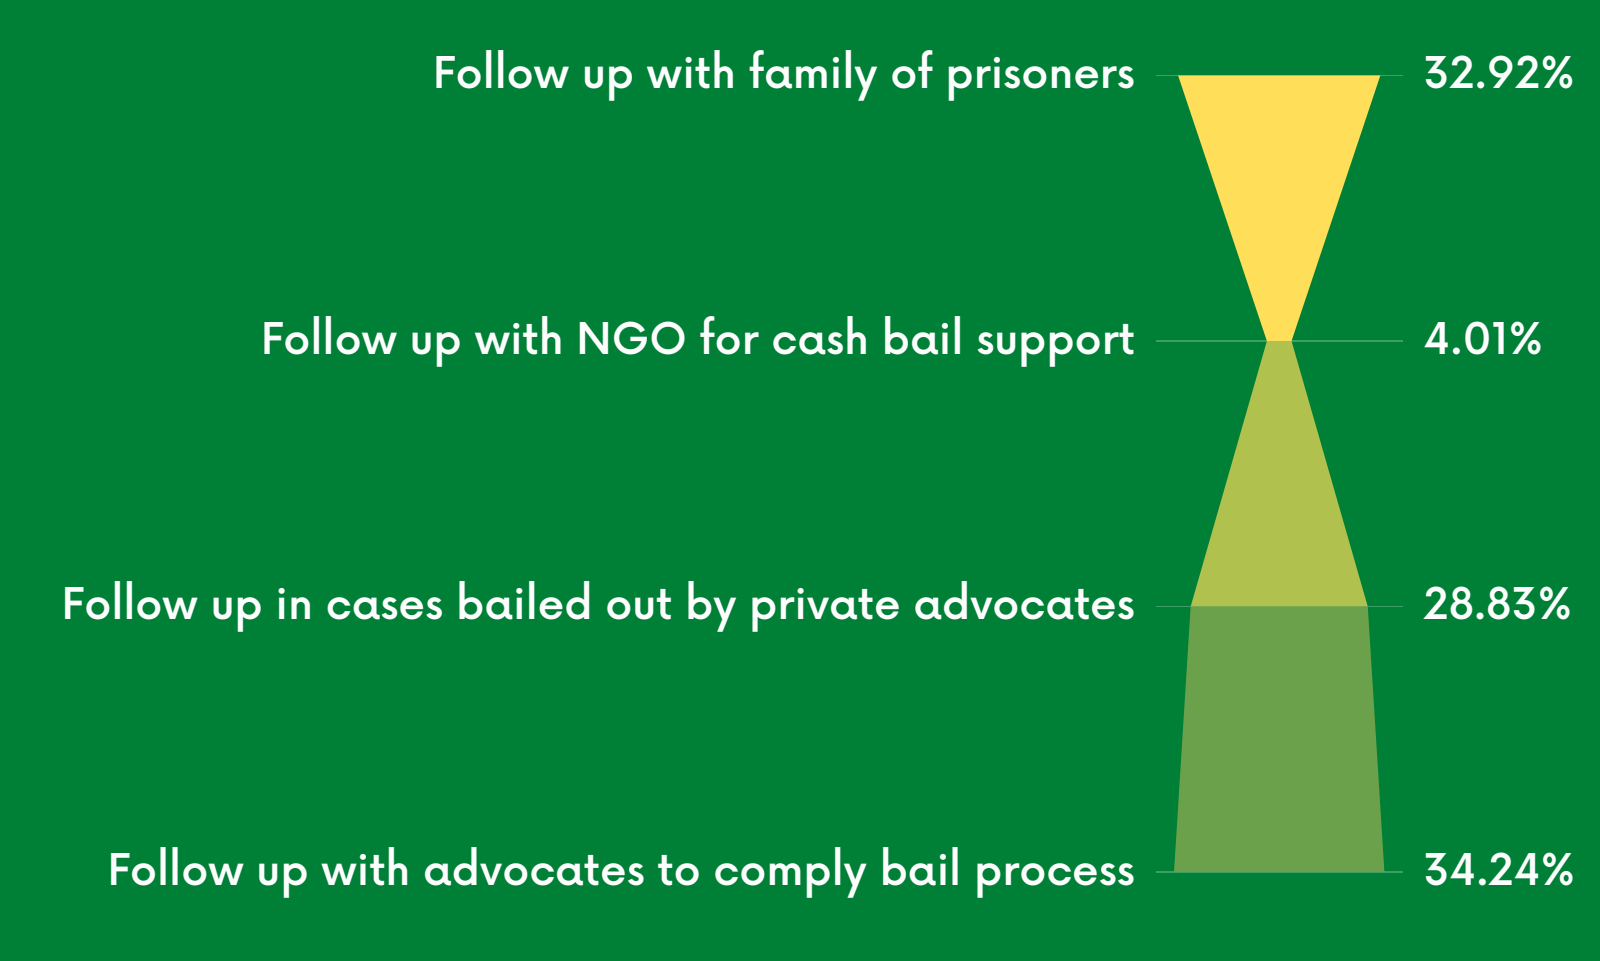 Follow up with family of prisoners 32.92%
Follow up with NGO for cash bail support 4.01%
Follow up in cases bailed out by private advocates 28.83%
Follow up with advocates to comply bail process 34.24%